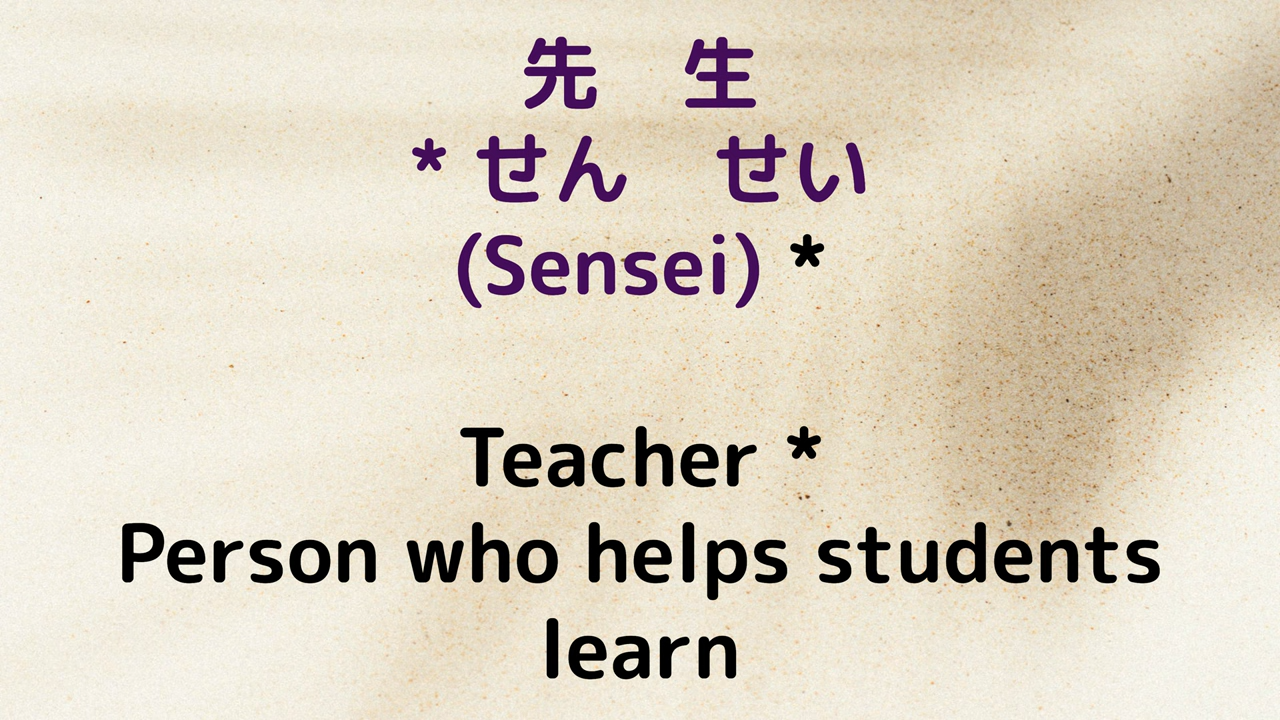 先　生
* せん　せい
(Sensei) *
Teacher *
Person who helps students
learn